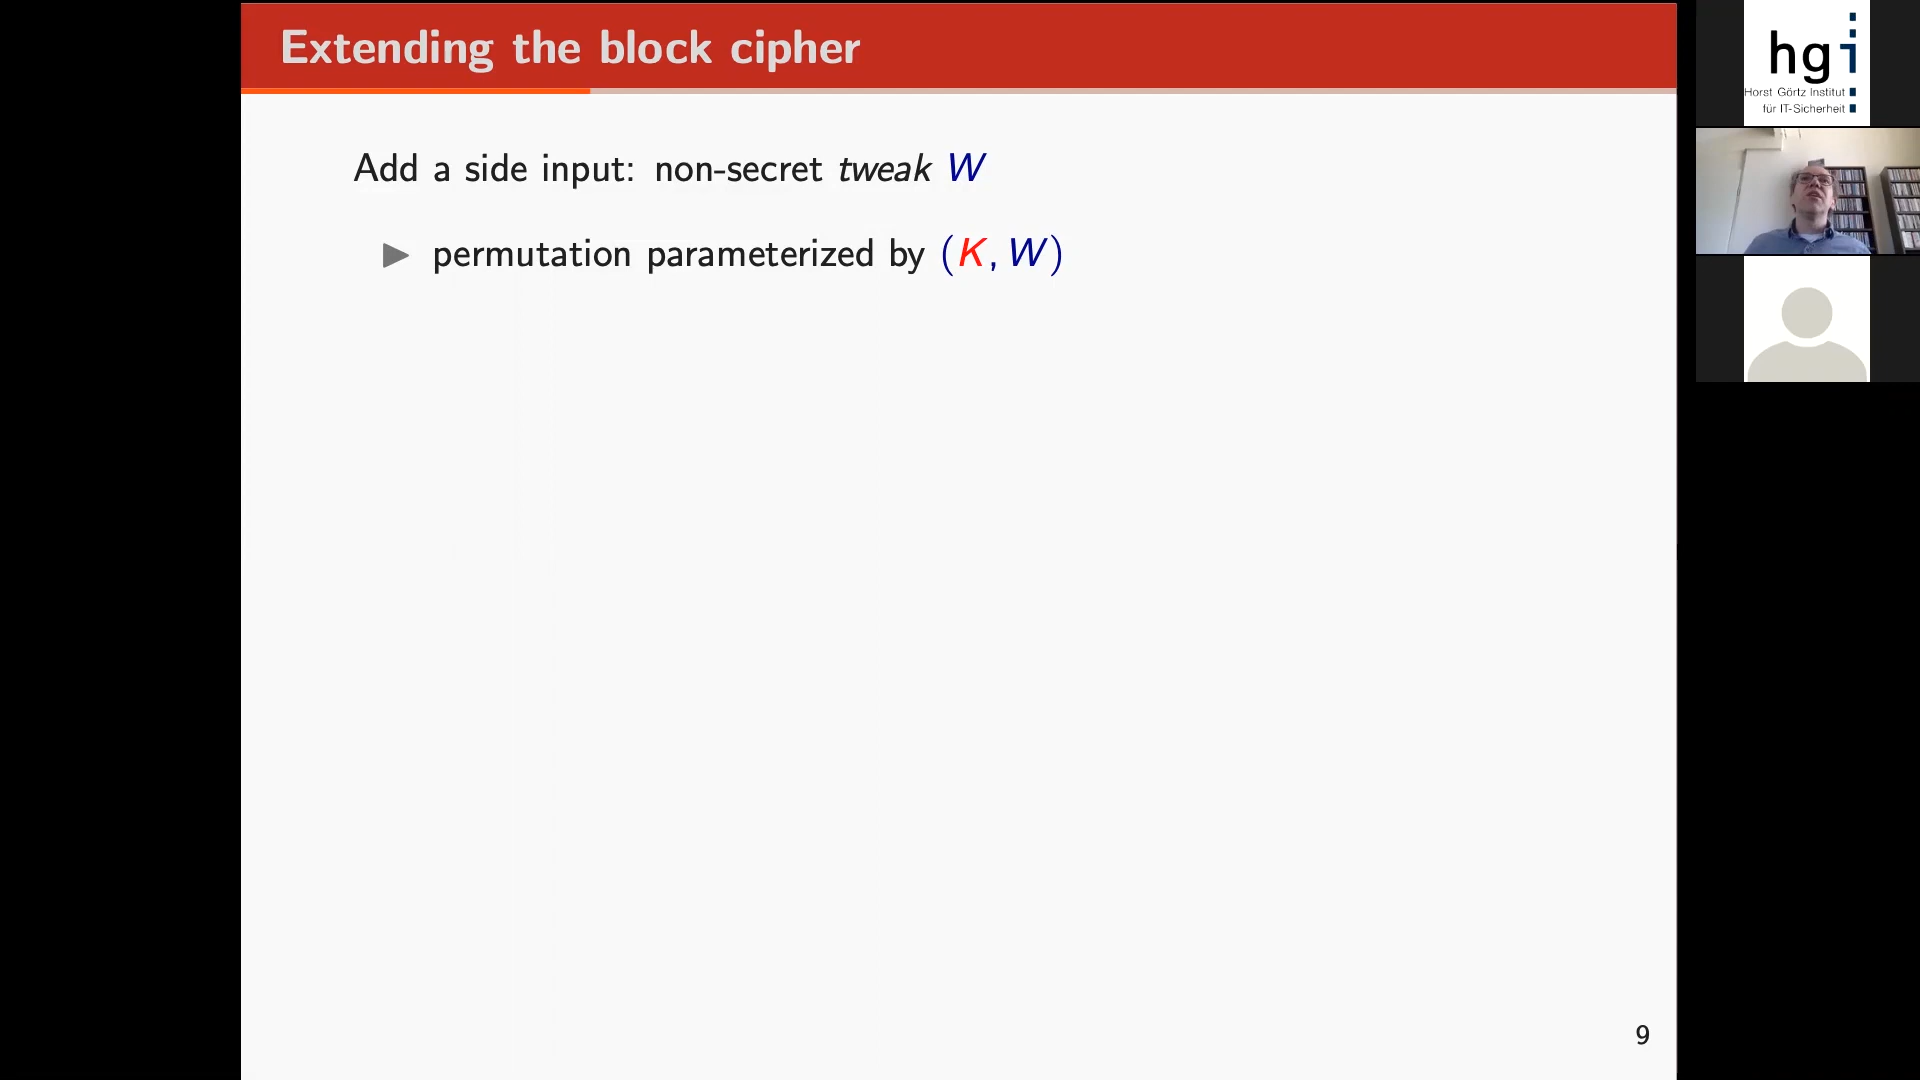 Extending the block cipher
Add a side input: non-secret tweak W
▶ permutation parameterized by (K, W)
9
hgi
Horst Görtz Institut
für IT-Sicherheit